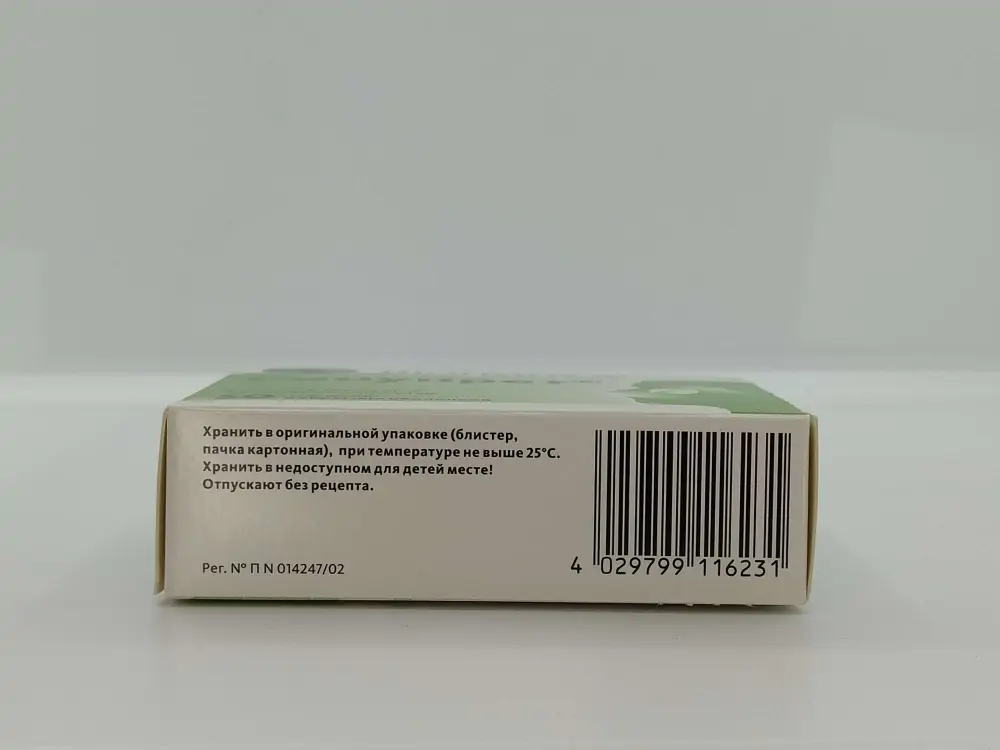 Хранить в оригинальной упаковке (блистер,
пачка картонная), при температуре не выше 25°С.
Хранить в недоступном для детей месте!
Отпускают без рецепта.
Рег. № П N 014247/02
4 029799 116231